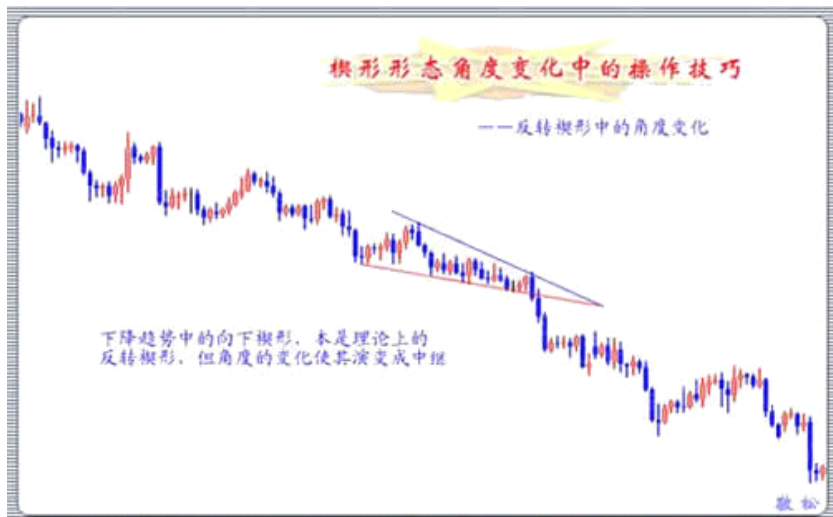 楔形形态角度变化中的操作技巧
——反转楔形中的角度变化
下降趋势中的向下楔形，本是理论上的
反转楔形，但角度的变化使其演变成中继
敬松